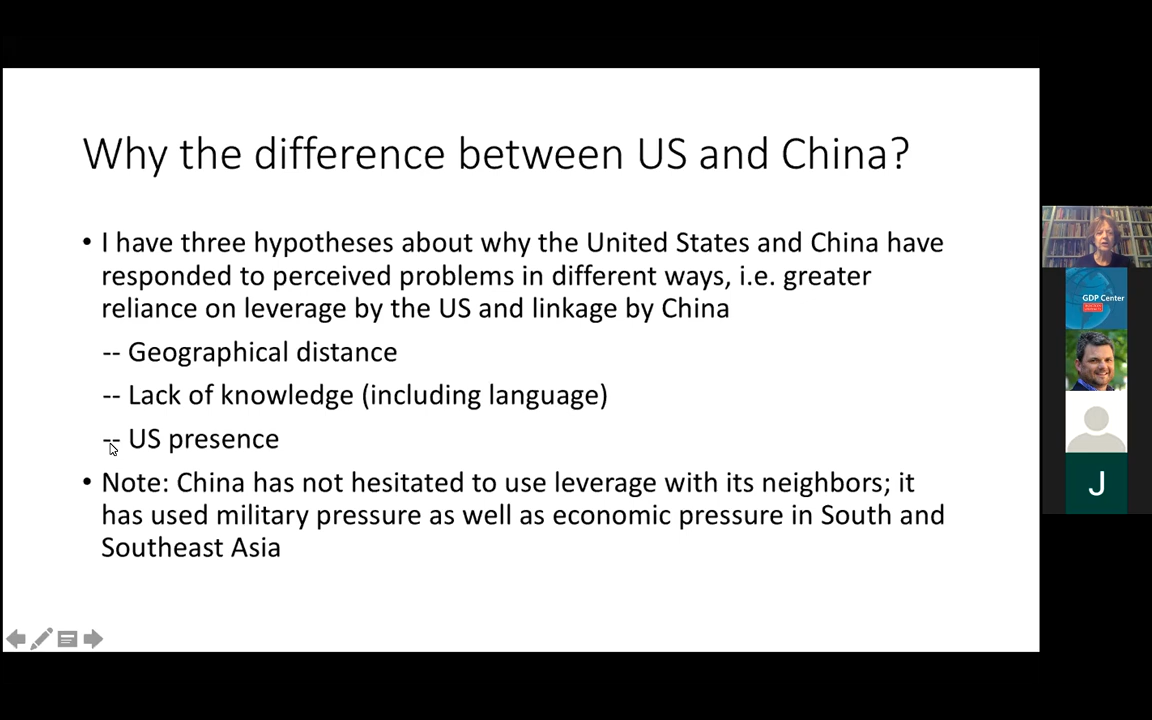 Why the difference between US and China?
• I have three hypotheses about why the United States and China have
responded to perceived problems in different ways, i.e. greater
reliance on leverage by the US and linkage by China
-- Geographical distance
-- Lack of knowledge (including language)
-- US presence
• Note: China has not hesitated to use leverage with its neighbors; it
has used military pressure as well as economic pressure in South and
Southeast Asia
GDP Center
J